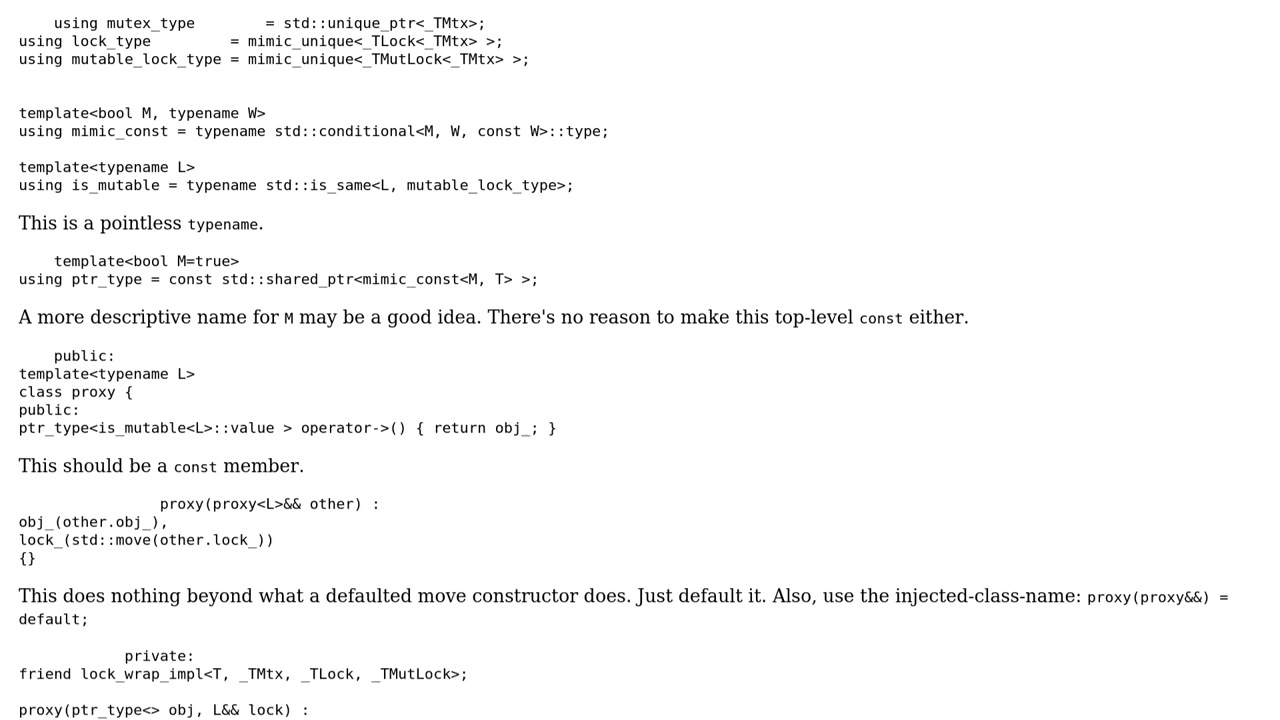 using mutex_type        = std::unique_ptr<_TMtx>;
using lock_type         = mimic_unique<_TLock<_TMtx> >;
using mutable_lock_type = mimic_unique<_TMutLock<_TMtx> >;
template<bool M, typename W>
using mimic_const = typename std::conditional<M, W, const W>::type;
template<typename L>
using is_mutable = typename std::is_same<L, mutable_lock_type>;
This is a pointless typename.
    template<bool M=true>
using ptr_type = const std::shared_ptr<mimic_const<M, T> >;
A more descriptive name for M may be a good idea. There's no reason to make this top-level const either.
    public:
template<typename L>
class proxy {
public:
ptr_type<is_mutable<L>::value > operator->() { return obj_; }
This should be a const member.
                proxy(proxy<L>&& other) :
obj_(other.obj_),
lock_(std::move(other.lock_))
{}
This does nothing beyond what a defaulted move constructor does. Just default it. Also, use the injected-class-name: proxy(proxy&&) =
default;
            private:
friend lock_wrap_impl<T, _TMtx, _TLock, _TMutLock>;
proxy(ptr_type<> obj, L&& lock) :